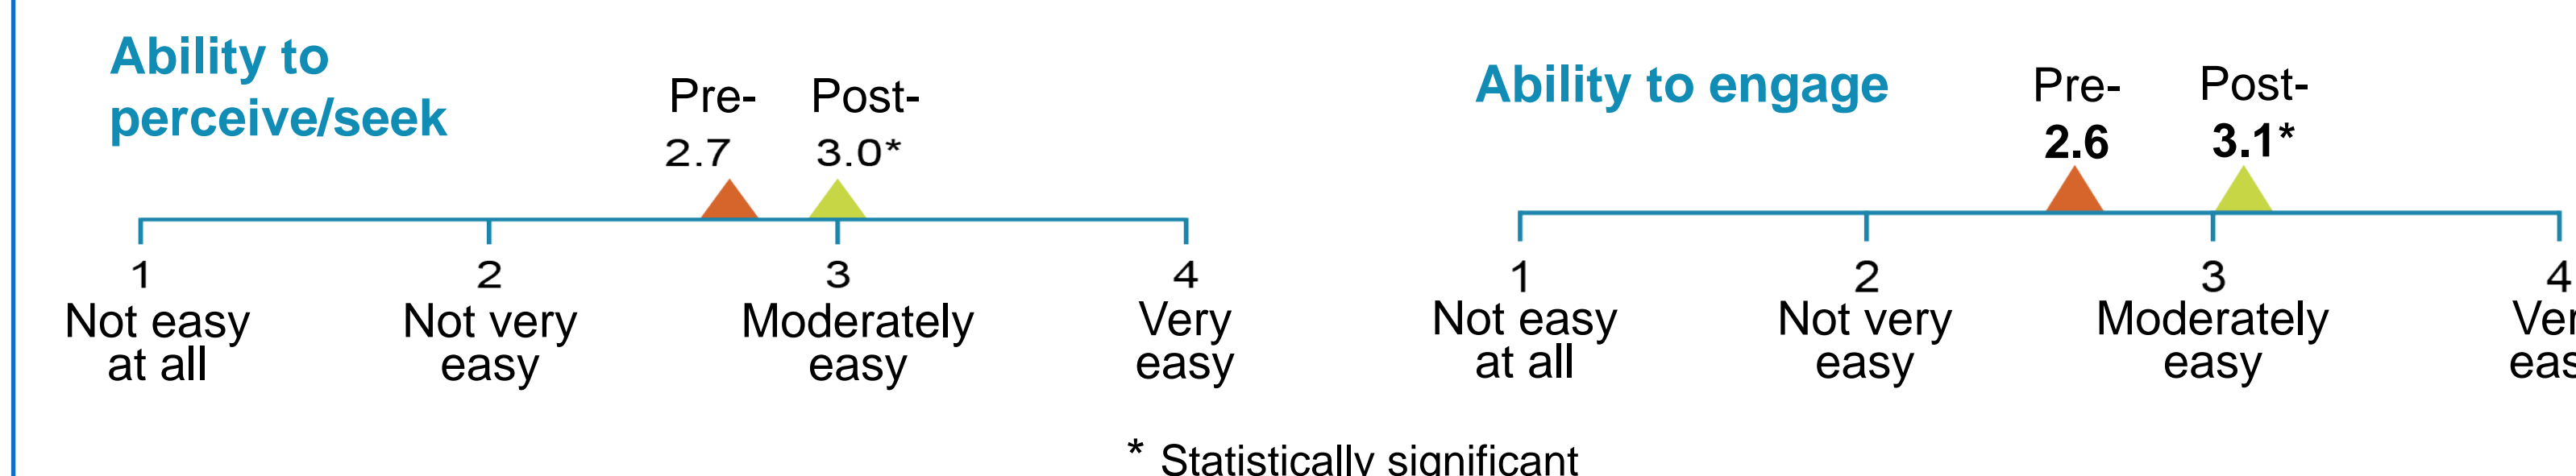 Ability to
perceive/seek
Pre- Post-
2.7 3.0*
1 2 3 4
Not easy Not very Moderately Very
at all easy easy easy
Ability to engage
Pre- Post-
2.6 3.1*
1 2 3 4
Not easy Not very Moderately
at all easy easy
* Statistically significant